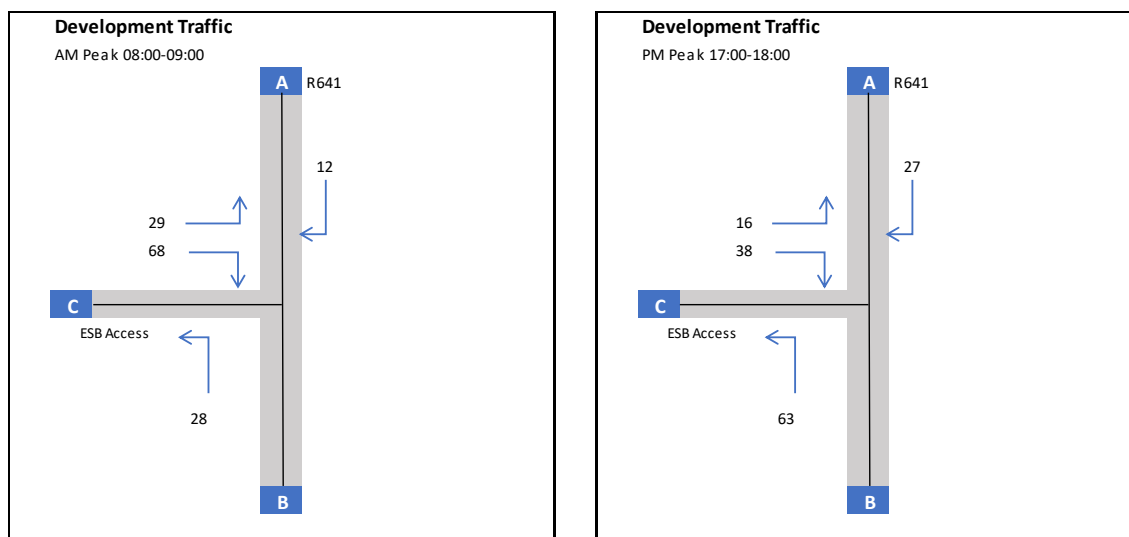 Development Traffic
AM Peak 08:00-09:00
A R641
12
29
68
C
ESB Access
28
B
Development Traffic
PM Peak 17:00-18:00
A R641
27
16
38
C
ESB Access
63
B